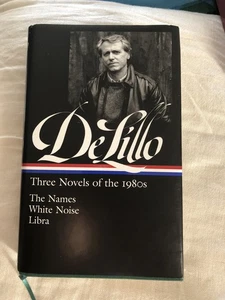 DeLillo
Three Novels of the 1980s
The Names
White Noise
Libra